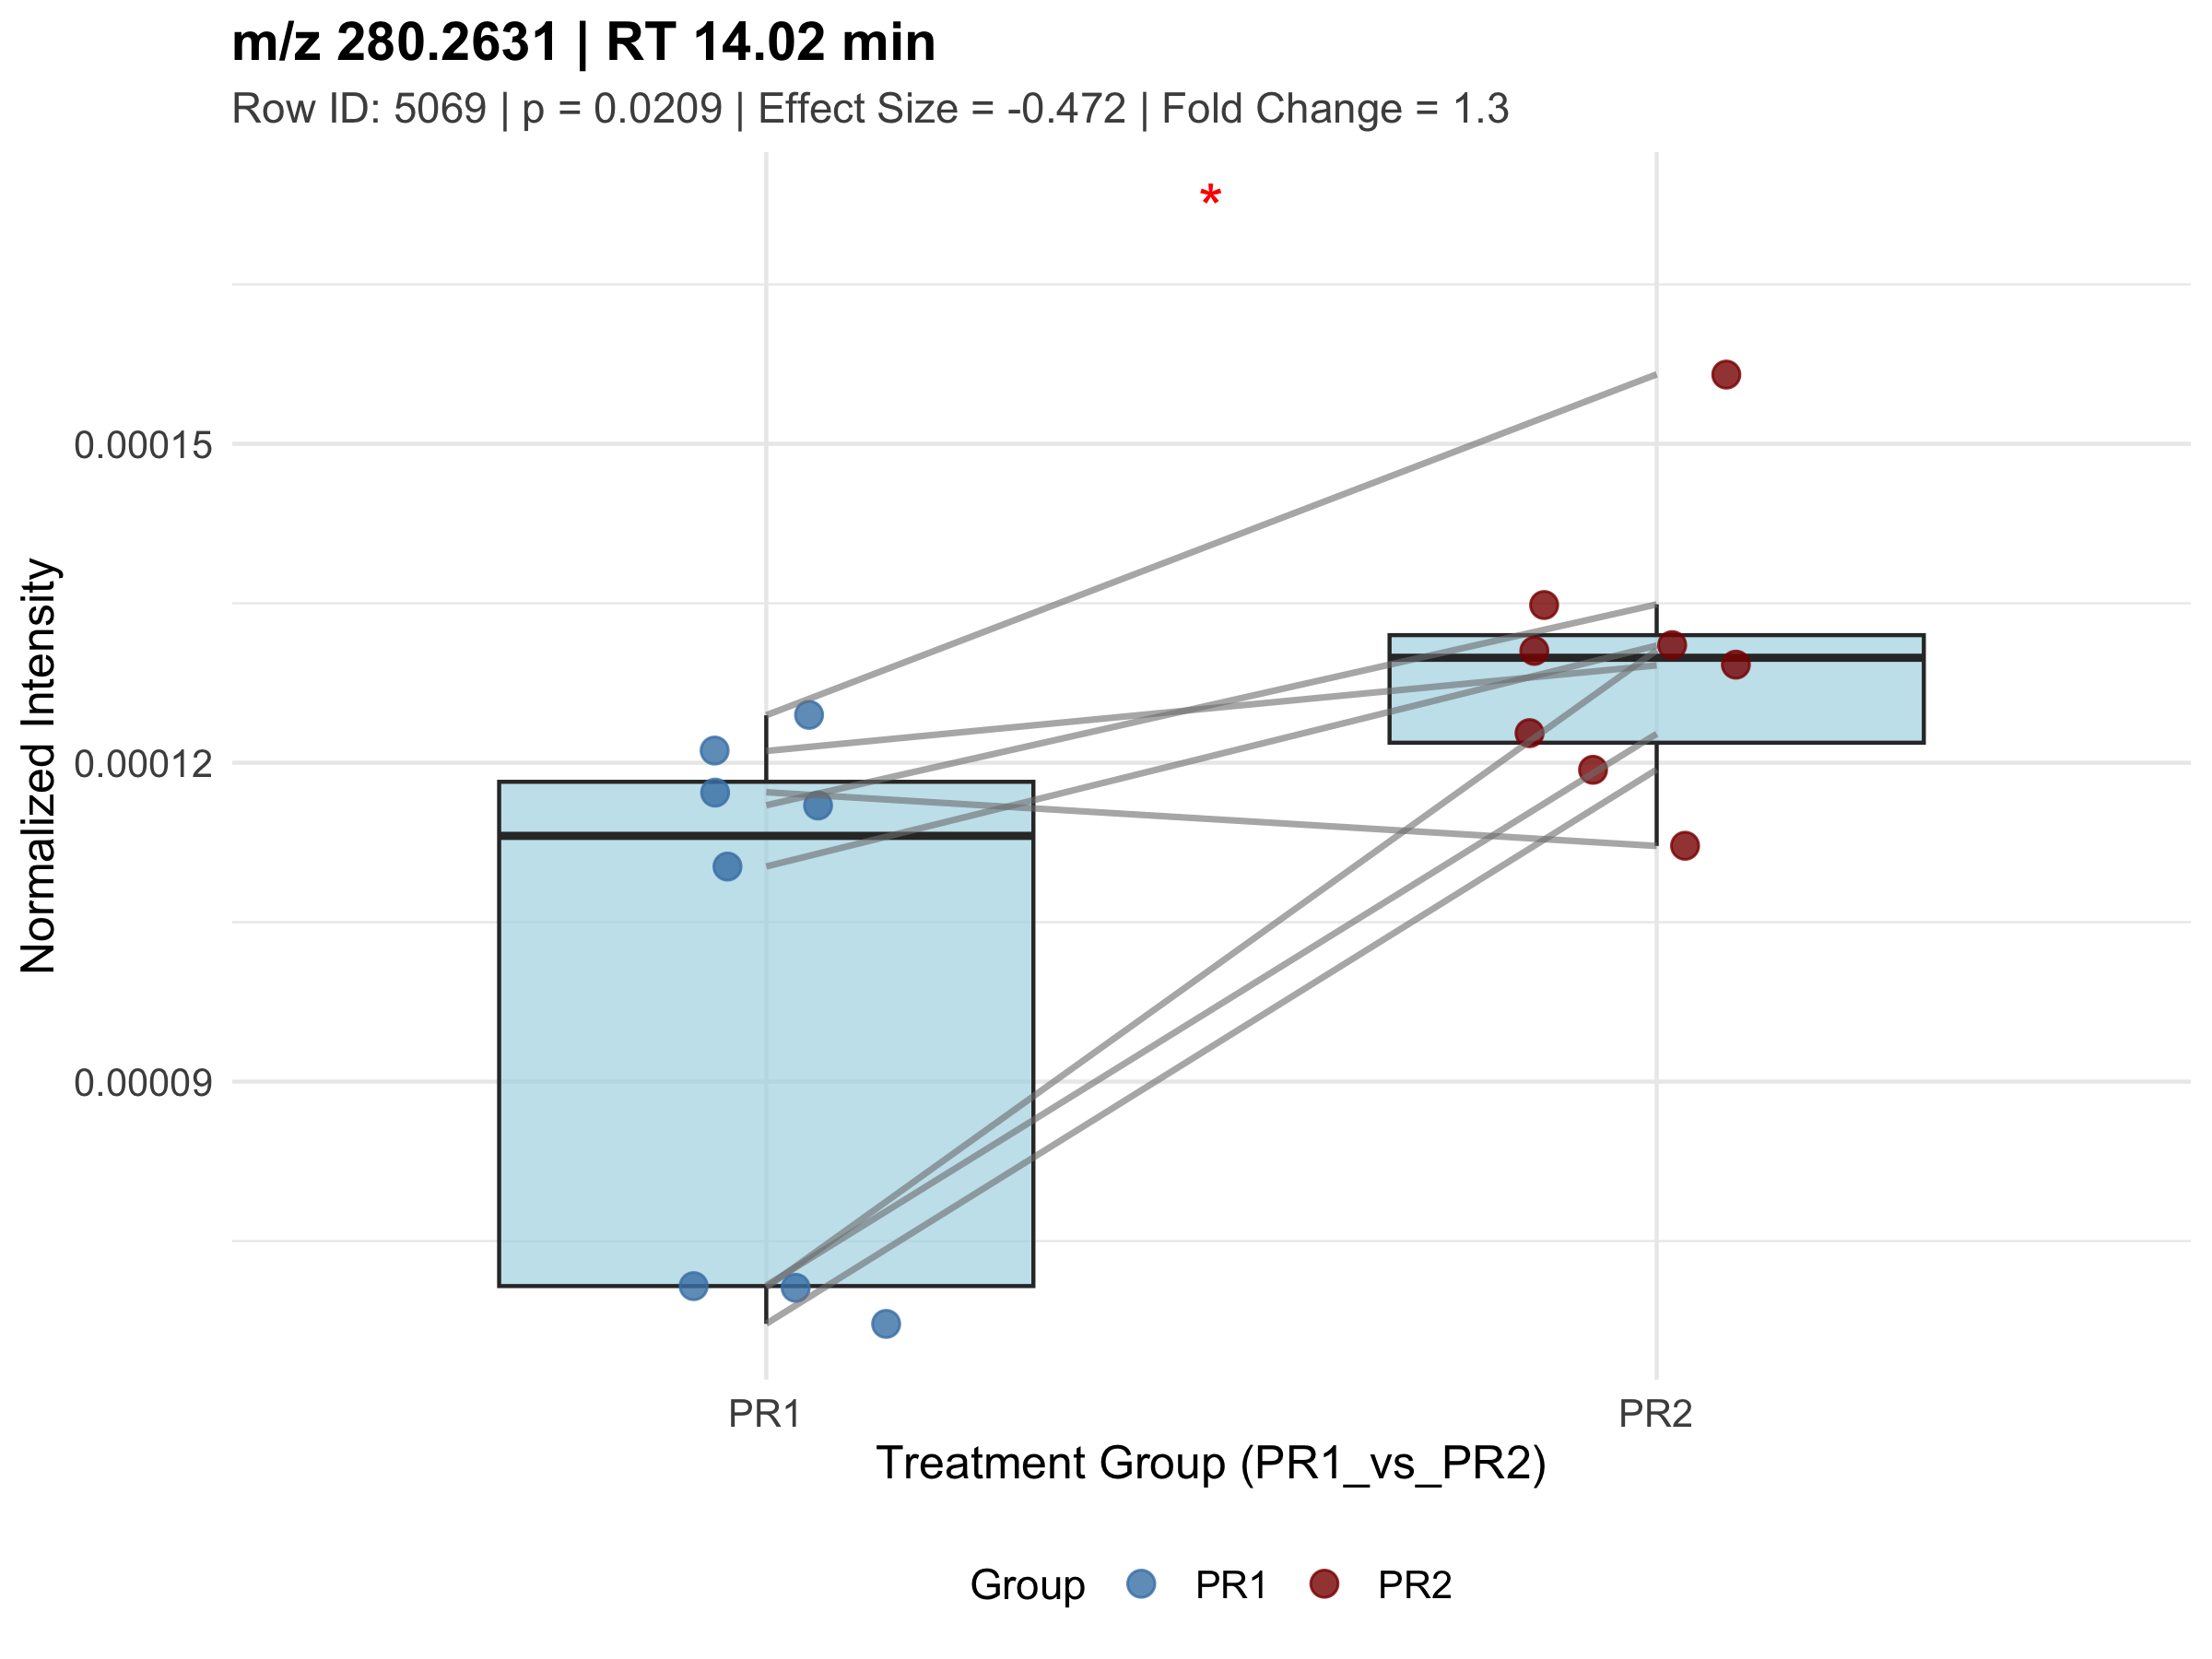 m/z 280.2631 | RT 14.02 min
Row ID: 5069 | p = 0.0209 | Effect Size = -0.472 | Fold Change = 1.3
*
Normalized Intensity
0.00015
0.00012
0.00009
PR1
PR2
Treatment Group (PR1_vs_PR2)
Group PR1 PR2